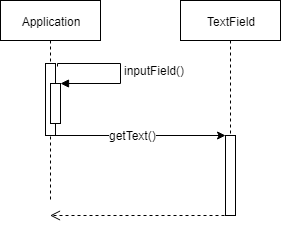 Application
TextField
inputField()
getText()